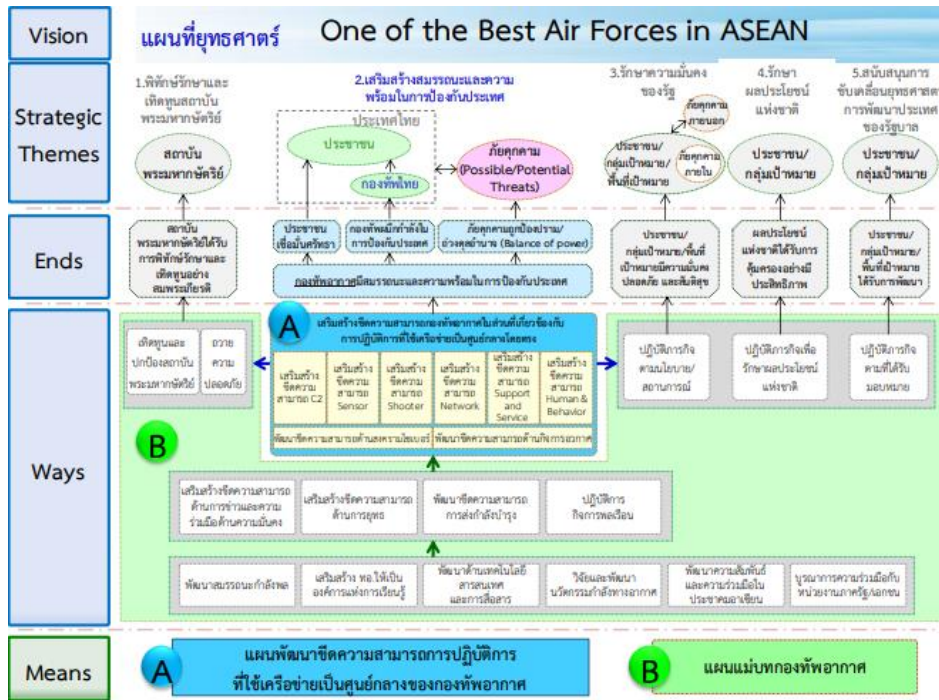 Vision
แผนที่ยุทธศาตร์
One of the Best Air Forces in ASEAN
Strategic
Themes
1.พิทักษ์รักษาและ
เทิดทูนสถาบัน
พระมหากษัตริย์
สถาบัน
พระมหากษัตริย์
2.เสริมสร้างสมรรถนะและความ
พร้อมในการป้องกันประเทศ
ประเทศไทย
ประชาชน
กองทัพไทย
ภัยคุกคาม
(Possible/Potential
Threats)
3.รักษาความมั่นคง
ของรัฐ
ภัยคุกคาม
ภายนอก
ประชาชน/
กลุ่มเป้าหมาย/
พื้นที่เป้าหมาย
ภัยคุกคาม
ภายใน
4.รักษา
ผลประโยชน์
แห่งชาติ
ประชาชน/
กลุ่มเป้าหมาย
5.สนับสนุนการ
ขับเคลื่อนยุทธศาสต
การพัฒนาประเทศ
ของรัฐบาล
ประชาชน/
กลุ่มเป้าหมาย
Ends
สถาบัน
พระมหากษัตริย์ได้รับ
การพิทักษ์รักษาและ
เทิดทูนอย่าง
สมพระเกียรติ
ประชาชน
เชื่อมั่นศรัทธา
กองทัพผนึกกำลังใน
การป้องกันประเทศ
ภัยคุกคามถูกป้องปราม/
ถ่วงดุลอำนาจ (Balance of power)
กองทัพอากาศมีสมรรถนะและความพร้อมในการป้องกันประเทศ
ประชาชน/
กลุ่มเป้าหมาย/พื้นที่
เป้าหมายมีความมั่นคง
ปลอดภัย และสันติสุข
ผลประโยชน์
แห่งชาติได้รับการ
คุ้มครองอย่างมี
ประสิทธิภาพ
ประชาชน/
กลุ่มเป้าหมาย/
พื้นที่เป้าหมาย
ได้รับการพัฒนา
Ways
เทิดทูนและ
ปกป้องสถาบัน
พระมหากษัตริย์
ถวาย
ความ
ปลอดภัย
A
เสริมสร้างขีดความสามารถกองทัพอากาศในส่วนที่เกี่ยวข้องกับ
การปฏิบัติการที่ใช้เครือข่ายเป็นศูนย์กลางโดยตรง
เสริมสร้าง
ขีดความ
สามารถ C2
เสริมสร้าง
ขีดความ
สามารถ
Sensor
เสริมสร้าง
ขีดความ
สามารถ
Shooter
เสริมสร้าง
ขีดความ
สามารถ
Network
เสริมสร้าง
ขีดความ
สามารถ
Support
and
Service
เสริมสร้าง
ขีดความ
สามารถ
Human &
Behavior
พัฒนาขีดความสามารถด้านสงครามไซเบอร์
พัฒนาขีดความสามารถด้านกิจการอวกาศ
ปฏิบัติภารกิจ
ตามนโยบาย/
สถานการณ์
ปฏิบัติภารกิจเพื่อ
รักษาผลประโยชน์
แห่งชาติ
ปฏิบัติภารกิจ
ตามที่ได้รับ
มอบหมาย
B
เสริมสร้างขีดความสามารถ
ด้านการข่าวและความ
ร่วมมือด้านความมั่นคง
เสริมสร้างขีดความสามารถ
ด้านการยุทธ
พัฒนาขีดความสามารถ
การส่งกำลังบำรุง
ปฏิบัติการ
กิจการพลเรือน
พัฒนาสมรรถนะกำลังพล
เสริมสร้าง ทอ.ให้เป็น
องค์การแห่งการเรียนรู้
พัฒนาด้านเทคโนโลยี
สารสนเทศ
และการสื่อสาร
วิจัยและพัฒนา
นวัตกรรมกำลังทางอากาศ
พัฒนาความสัมพันธ์
และความร่วมมือใน
ประชาคมอาเซียน
บูรณาการความร่วมมือกับ
หน่วยงานภาครัฐ/เอกชน
Means
A
แผนพัฒนาขีดความสามารถการปฏิบัติการ
ที่ใช้เครือข่ายเป็นศูนย์กลางของกองทัพอากาศ
B
แผนแม่บทกองทัพอากาศ